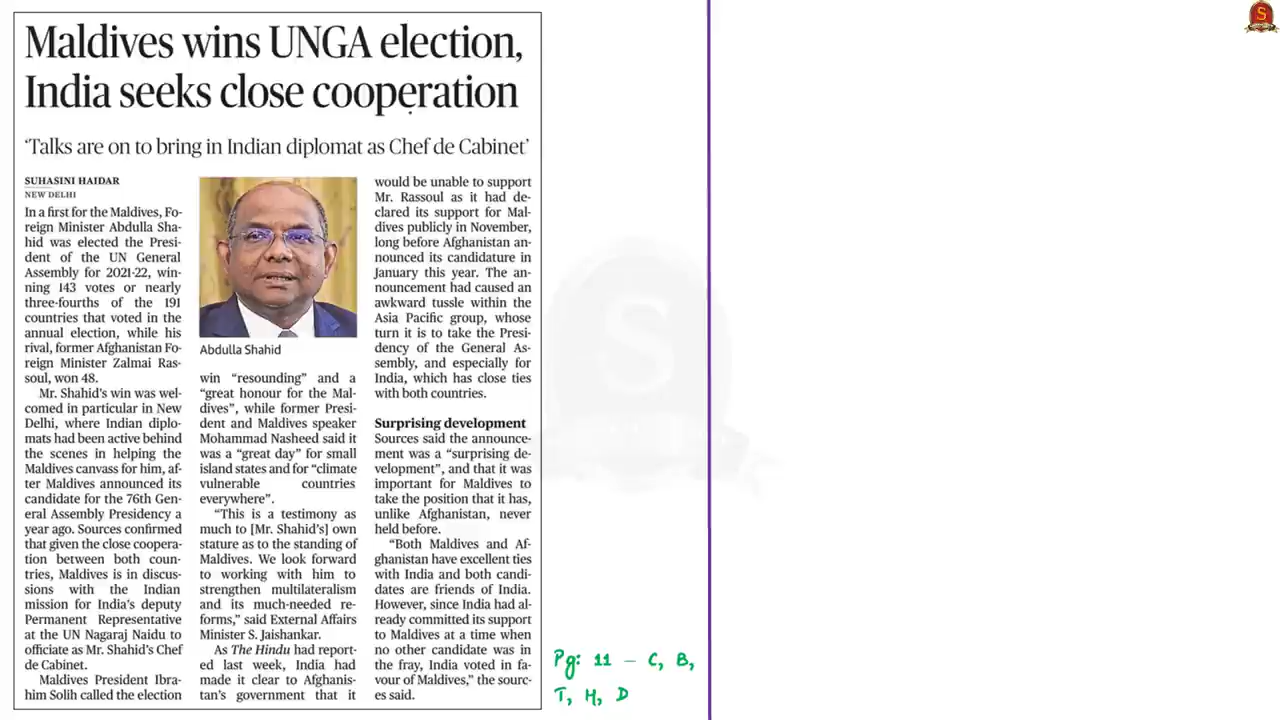 Maldives wins UNGA election,
India seeks close cooperation
‘Talks are on to bring in Indian diplomat as Chef de Cabinet’
SUHASINI HAIDAR
NEW DELHI
In a first for the Maldives, Fo-
reign Minister Abdulla Sha-
hid was elected the Presi-
dent of the UN General
Assembly for 2021-22, win-
ning 143 votes or nearly
three-fourths of the 191
countries that voted in the
annual election, while his
rival, former Afghanistan Fo-
reign Minister Zalmai Ras-
soul, won 48.
Mr. Shahid’s win was wel-
comed in particular in New
Delhi, where Indian diplo-
mats had been active behind
the scenes in helping the
Maldives canvass for him, af-
ter Maldives announced its
candidate for the 76th Gen-
eral Assembly Presidency a
year ago. Sources confirmed
that given the close coopera-
tion between both coun-
tries, Maldives is in discus-
sions with the Indian
mission for India’s deputy
Permanent Representative
at the UN Nagaraj Naidu to
officiate as Mr. Shahid’s Chef
de Cabinet.
Maldives President Ibra-
him Solih called the election
Abdulla Shahid
win “resounding” and a
“great honour for the Mal-
dives”, while former Presi-
dent and Maldives speaker
Mohammad Nasheed said it
was a “great day” for small
island states and for “climate
vulnerable countries
everywhere”.
“This is a testimony as
much to [Mr. Shahid’s] own
stature as to the standing of
Maldives. We look forward
to working with him to
strengthen multilateralism
and its much-needed re-
forms,” said External Affairs
Minister S. Jaishankar.
As The Hindu had report-
ed last week, India had
made it clear to Afghanis-
tan’s government that it
would be unable to support
Mr. Rassoul as it had de-
clared its support for Mal-
dives publicly in November,
long before Afghanistan an-
nounced its candidature in
January this year. The an-
nouncement had caused an
awkward tussle within the
Asia Pacific group, whose
turn it is to take the Presi-
dency of the General As-
sembly, and especially for
India, which has close ties
with both countries.
Surprising development
Sources said the announce-
ment was a “surprising de-
velopment”, and that it was
important for Maldives to
take the position that it has,
unlike Afghanistan, never
held before.
“Both Maldives and Af-
ghanistan have excellent ties
with India and both candi-
dates are friends of India.
However, since India had al-
ready committed its support
to Maldives at a time when
no other candidate was in
the fray, India voted in fa-
vour of Maldives,” the sourc-
es said.
Pg: 11 – C, B,
T, H, D
S
S